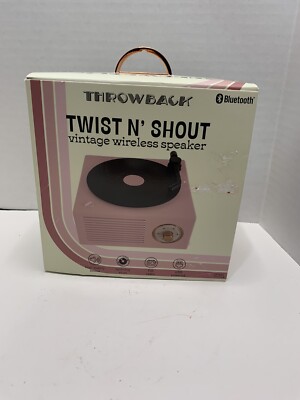 THROWBACK
Bluetooth
TWIST N' SHOUT
vintage wireless speaker